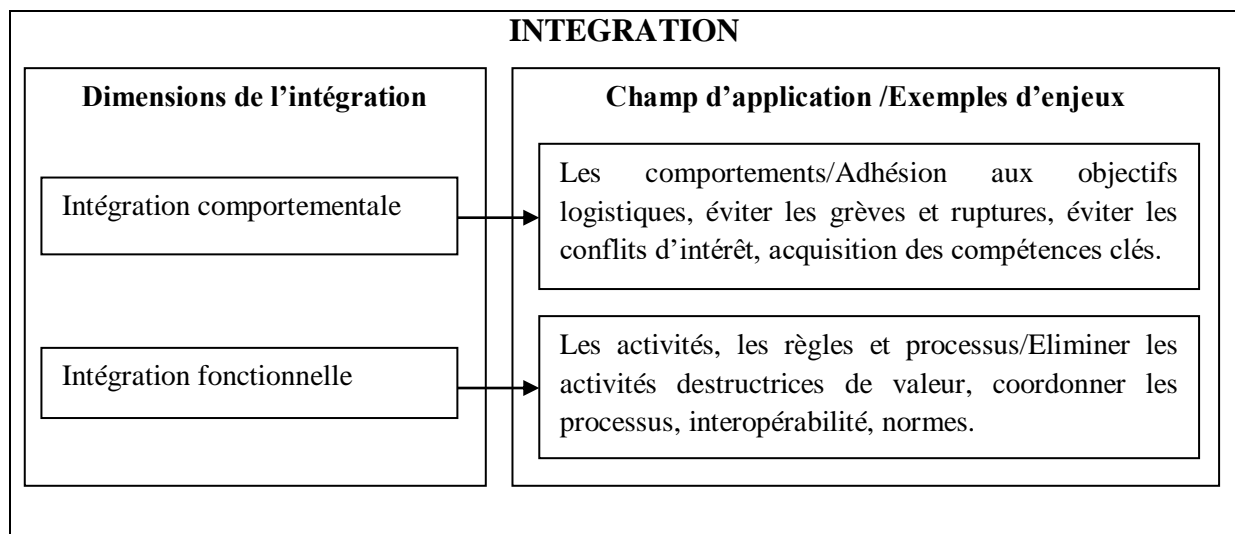 INTEGRATION
Dimensions de l’intégration
Intégration comportementale
Intégration fonctionnelle
Champ d’application /Exemples d’enjeux
Les comportements/Adhésion aux objectifs
logistiques, éviter les grèves et ruptures, éviter les
conflits d’intérêt, acquisition des compétences clés.
Les activités, les règles et processus/Eliminer les
activités destructrices de valeur, coordonner les
processus, interopérabilité, normes.